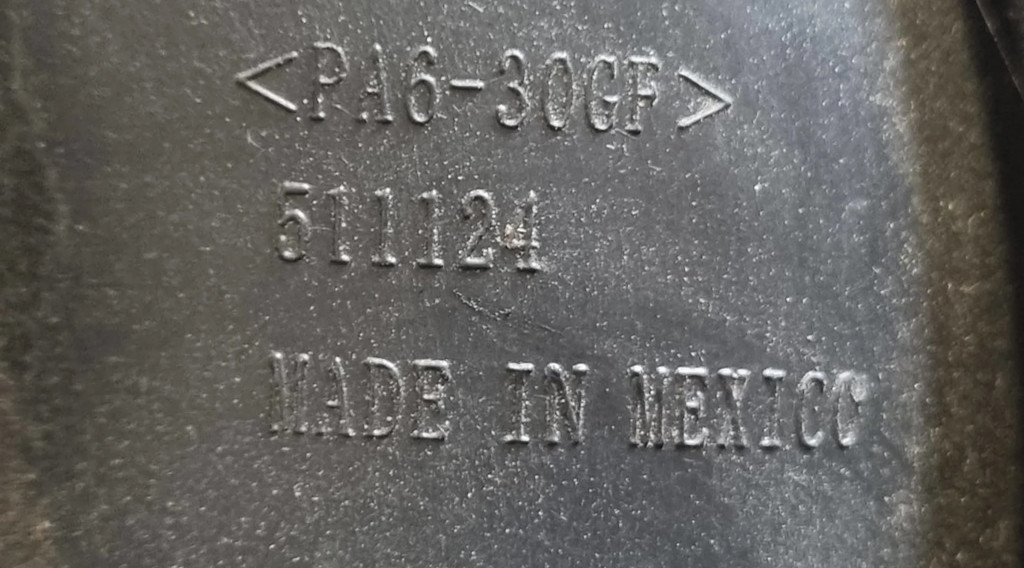 <PA6-30GF>
511124
MADE IN MEXICO